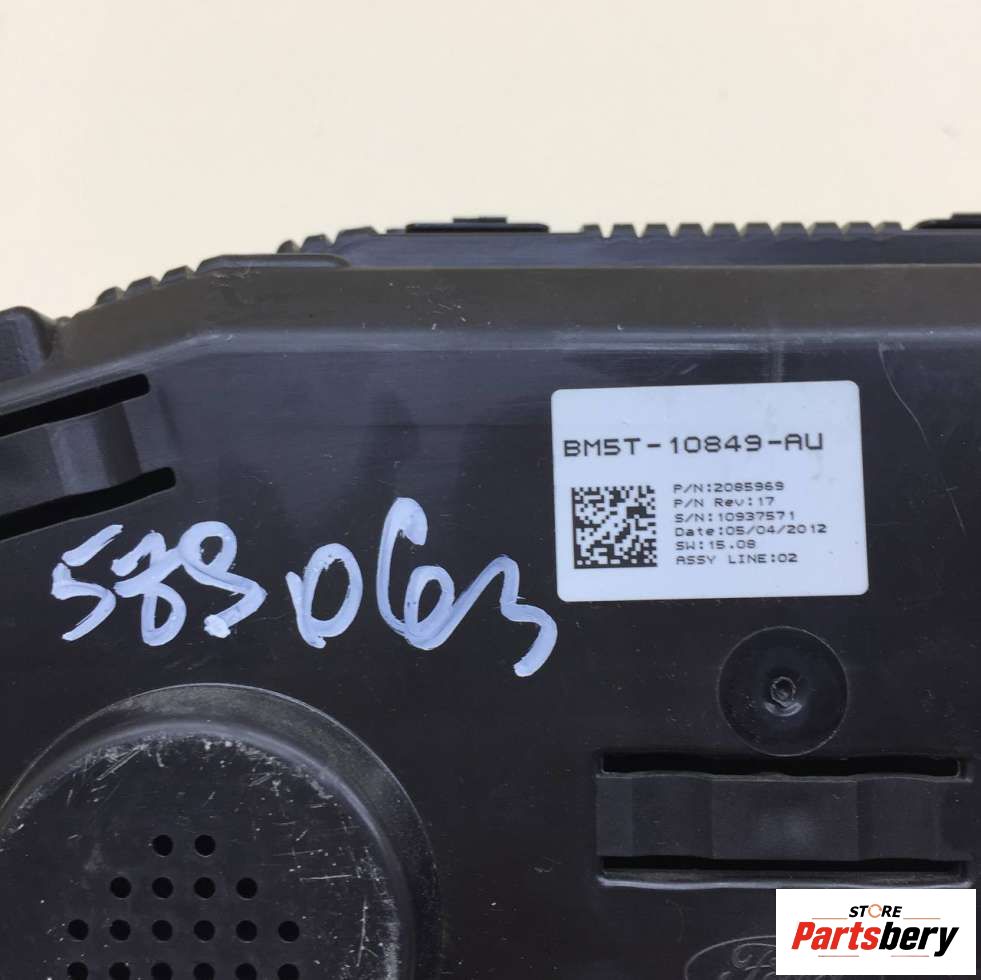 BM5T-10849-AU
P/N:2085969
P/N Rev:17
S/N:10937571
Date:05/04/2012
SW:15.08
ASSY LINE:02
589063
STORE
Partsbery